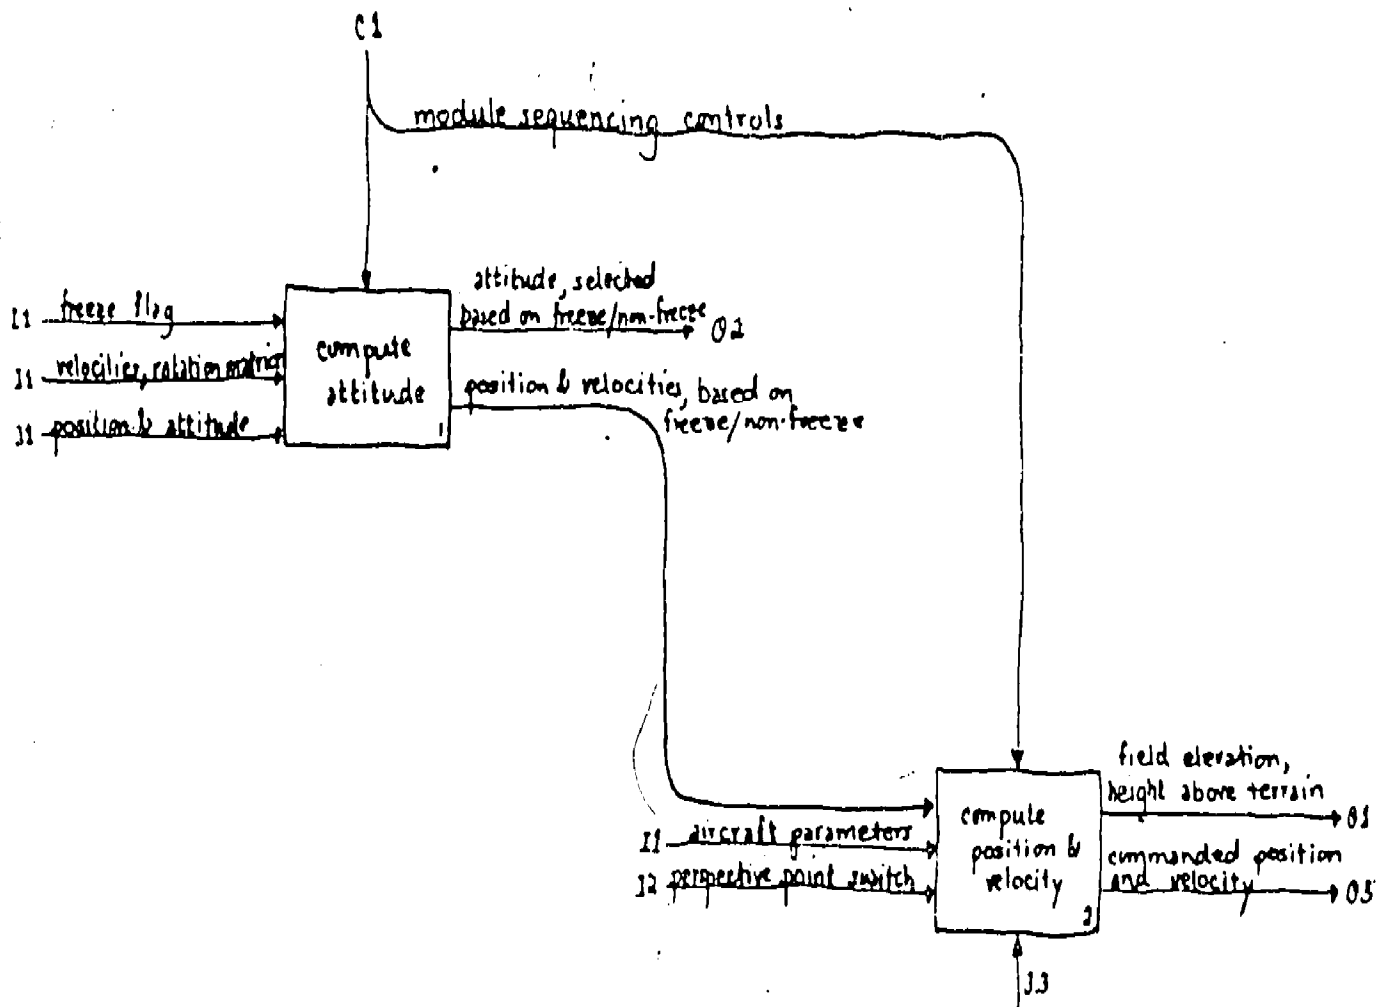 C1
module sequencing controls
attitude, selected
based on freeze/non-freeze
O2
I1 freeze flag
I1 velocities, rotation matrix
I1 position & attitude
compute
attitude
1
position & velocities, based on
freeze/non-freeze
field elevation,
height above terrain
O1
I1 aircraft parameters
I2 perspective point switch
compute
position &
velocity
2
commanded position
and velocity
I3